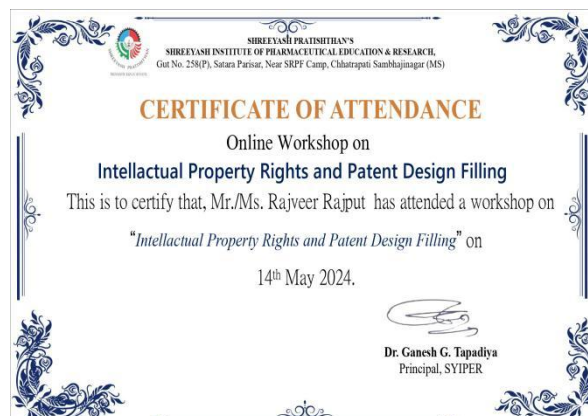 SHREEYASH PRATISHTHAN'S
SHREEYASH INSTITUTE OF PHARMACEUTICAL EDUCATION & RESEARCH,
Gut No. 258(P), Satara Parisar, Near SRPF Camp, Chhatrapati Sambhajinagar (MS)
CERTIFICATE OF ATTENDANCE
Online Workshop on
Intellactual Property Rights and Patent Design Filling
This is to certify that, Mr./Ms. Rajveer Rajput has attended a workshop on
“Intellactual Property Rights and Patent Design Filling” on
14th May 2024.
Dr. Ganesh G. Tapadiya
Principal, SYIPER